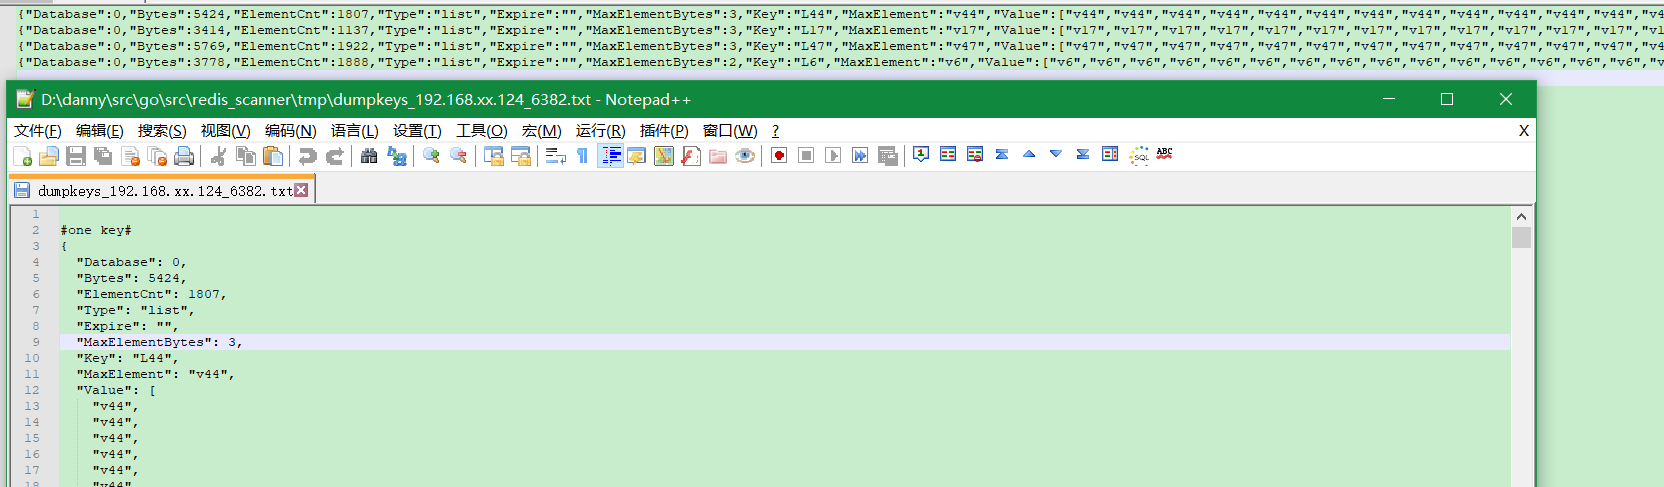 {"Database":0,"Bytes":5424,"ElementCnt":1807,"Type":"list","Expire":"","MaxElementBytes":3,"Key":"L44","MaxElement":"v44","Value":["v44","v44","v44","v44","v44","v44","v44","v44","v44","v44","v4
{"Database":0,"Bytes":3414,"ElementCnt":1137,"Type":"list","Expire":"","MaxElementBytes":3,"Key":"L17","MaxElement":"v17","Value":["v17","v17","v17","v17","v17","v17","v17","v17","v17","v17","v1
{"Database":0,"Bytes":5769,"ElementCnt":1922,"Type":"list","Expire":"","MaxElementBytes":3,"Key":"L47","MaxElement":"v47","Value":["v47","v47","v47","v47","v47","v47","v47","v47","v47","v47","v4
{"Database":0,"Bytes":3778,"ElementCnt":1888,"Type":"list","Expire":"","MaxElementBytes":2,"Key":"L6","MaxElement":"v6","Value":["v6","v6","v6","v6","v6","v6","v6","v6","v6","v6","v6","v6","v6","v
D:\danny\src\go\src\redis_scanner\tmp\dumpkeys_192.168.xx.124_6382.txt - Notepad++
文件(F) 编辑(E) 搜索(S) 视图(V) 编码(N) 语言(L) 设置(T) 工具(O) 宏(M) 运行(R) 插件(P) 窗口(W) ? X
SQL ABC
dumpkeys_192.168.xx.124_6382.txt
1
2 #one key#
3 {
4 "Database": 0,
5 "Bytes": 5424,
6 "ElementCnt": 1807,
7 "Type": "list",
8 "Expire": "",
9 "MaxElementBytes": 3,
10 "Key": "L44",
11 "MaxElement": "v44",
12 "Value": [
13 "v44",
14 "v44",
15 "v44",
16 "v44",
17 "v44",
18 "v44"